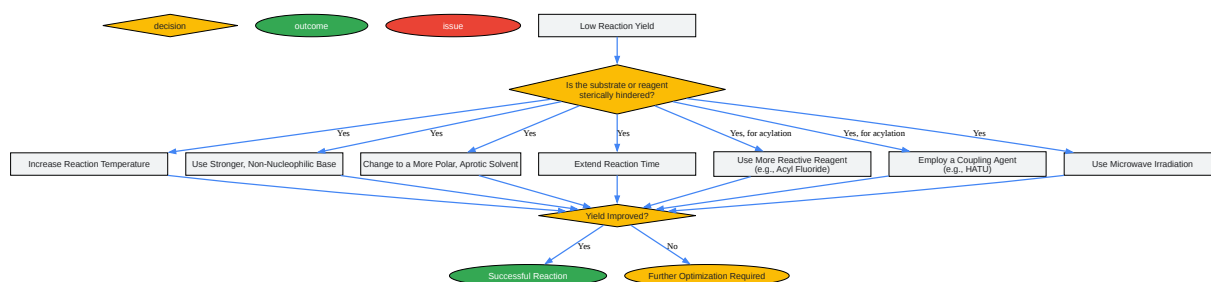 decision
outcome
issue
Low Reaction Yield
Is the substrate or reagent
sterically hindered?
Yes
Yes
Yes
Yes
Yes, for acylation
Yes, for acylation
Yes
Increase Reaction Temperature
Use Stronger, Non-Nucleophilic Base
Change to a More Polar, Aprotic Solvent
Extend Reaction Time
Use More Reactive Reagent
(e.g., Acyl Fluoride)
Employ a Coupling Agent
(e.g., HATU)
Use Microwave Irradiation
Yield Improved?
Yes
No
Successful Reaction
Further Optimization Required